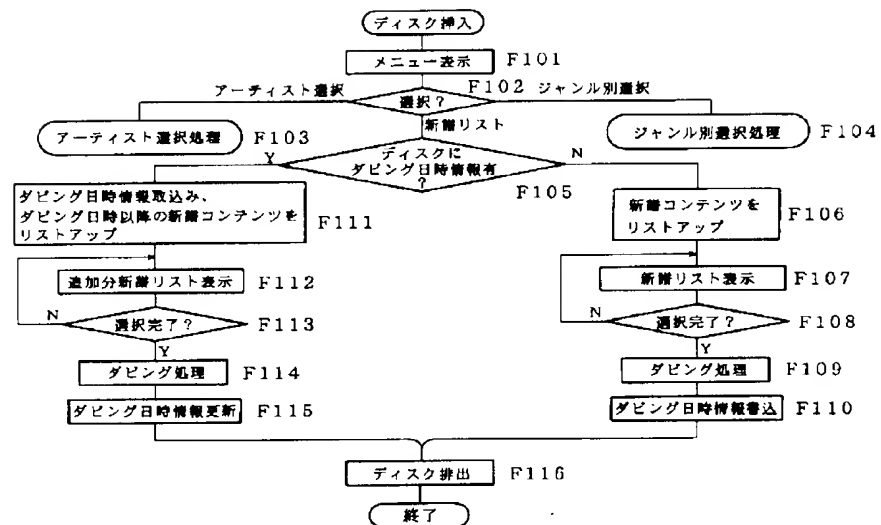 ディスク挿入
メニュー表示 F101
アーティスト選択 選択？ F102 ジャンル別選択
アーティスト選択処理 F103
新譜リスト
ジャンル別選択処理 F104
Y
ディスクに
ダビング日時情報有
？
N
F105
ダビング日時情報取込み、
ダビング日時以降の新譜コンテンツを
リストアップ
F111
新譜コンテンツを
リストアップ
F106
追加分新譜リスト表示 F112
新譜リスト表示 F107
N 選択完了？ F113
N 選択完了？ F108
Y
Y
ダビング処理 F114
ダビング処理 F109
ダビング日時情報更新 F115
ダビング日時情報書込 F110
ディスク排出 F116
終了